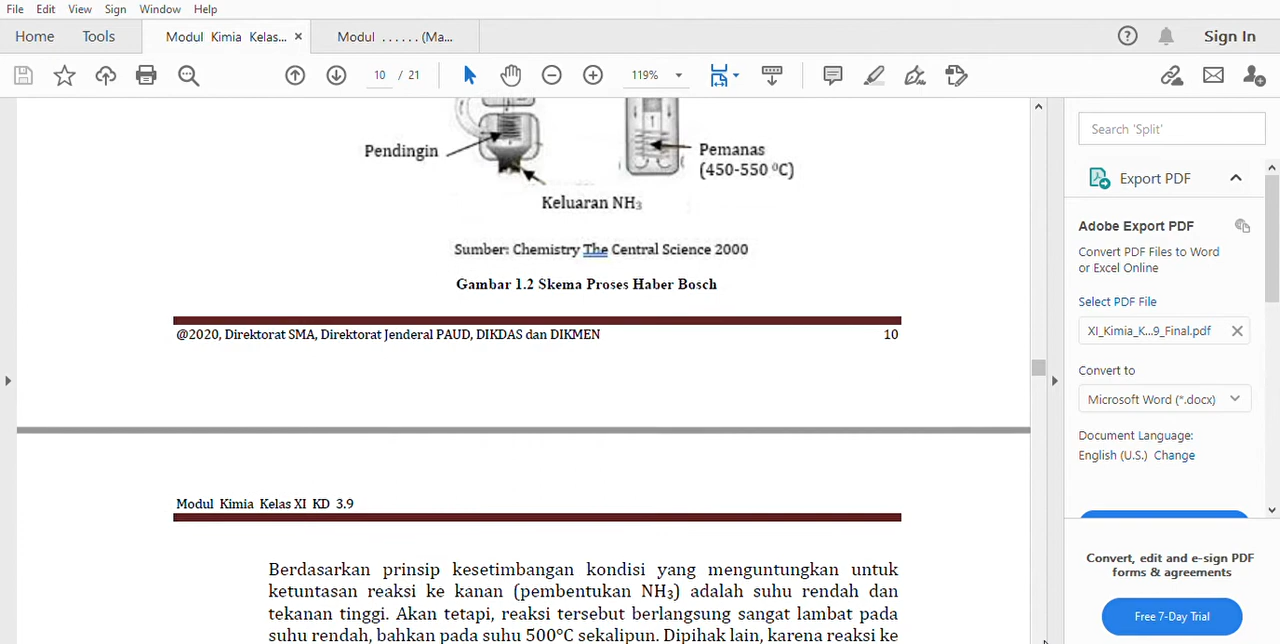 File Edit View Sign Window Help
Home Tools Modul Kimia Kelas... × Modul ......(Ma... Sign In
10 / 21 119%
Pendingin
Pemanas
(450-550 ⁰C)
Keluaran NH₃
Sumber: Chemistry The Central Science 2000
Gambar 1.2 Skema Proses Haber Bosch
@2020, Direktorat SMA, Direktorat Jenderal PAUD, DIKDAS dan DIKMEN 10
Modul Kimia Kelas XI KD 3.9
Berdasarkan prinsip kesetimbangan kondisi yang menguntungkan untuk
ketuntasan reaksi ke kanan (pembentukan NH₃) adalah suhu rendah dan
tekanan tinggi. Akan tetapi, reaksi tersebut berlangsung sangat lambat pada
suhu rendah, bahkan pada suhu 500°C sekalipun. Dipihak lain, karena reaksi ke
Search 'Split'
Export PDF
Adobe Export PDF
Convert PDF Files to Word
or Excel Online
Select PDF File
XI_Kimia_K...9_Final.pdf
Convert to
Microsoft Word (*.docx)
Document Language:
English (U.S.) Change
Convert, edit and e-sign PDF
forms & agreements
Free 7-Day Trial